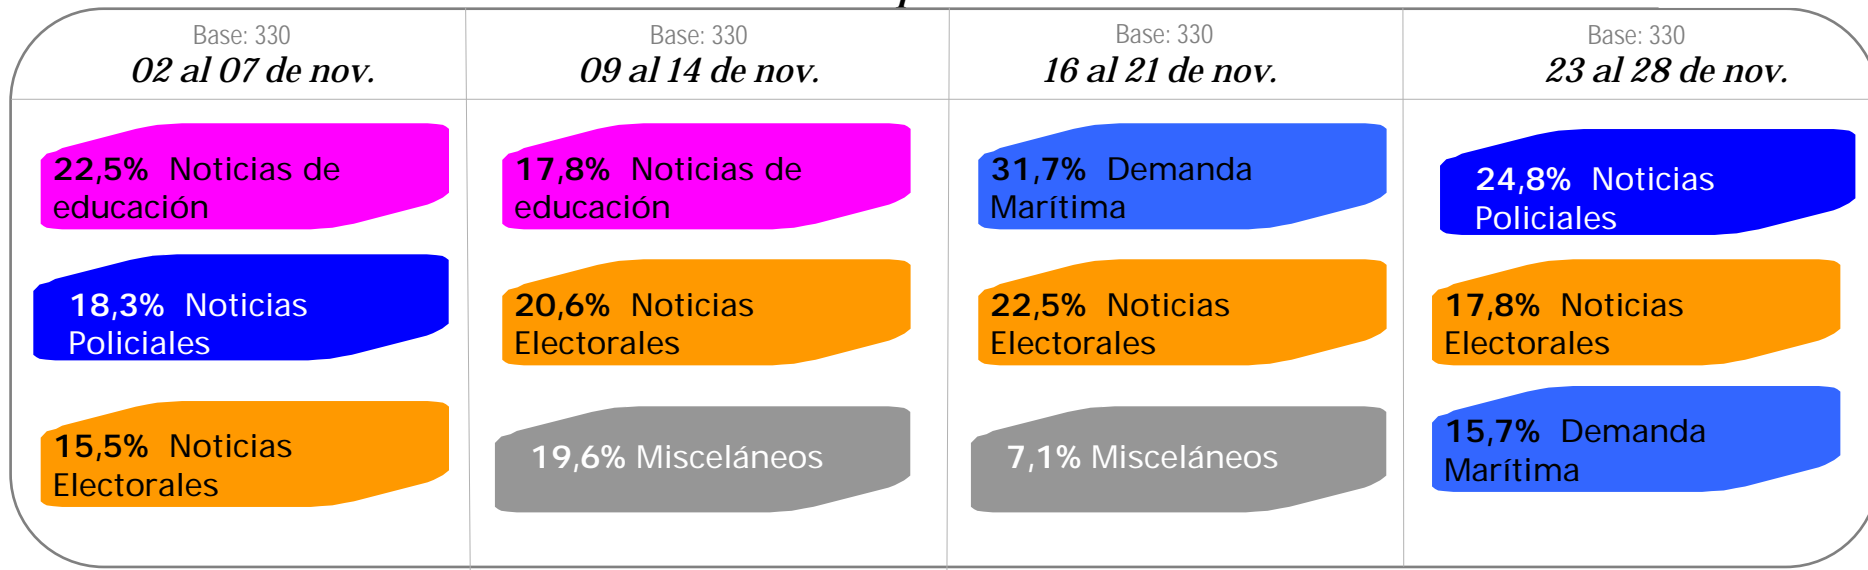 Base: 330
02 al 07 de nov.
22,5% Noticias de
educación
18,3% Noticias
Policiales
15,5% Noticias
Electorales
Base: 330
09 al 14 de nov.
17,8% Noticias de
educación
20,6% Noticias
Electorales
19,6% Misceláneos
Base: 330
16 al 21 de nov.
31,7% Demanda
Marítima
22,5% Noticias
Electorales
7,1% Misceláneos
Base: 330
23 al 28 de nov.
24,8% Noticias
Policiales
17,8% Noticias
Electorales
15,7% Demanda
Marítima